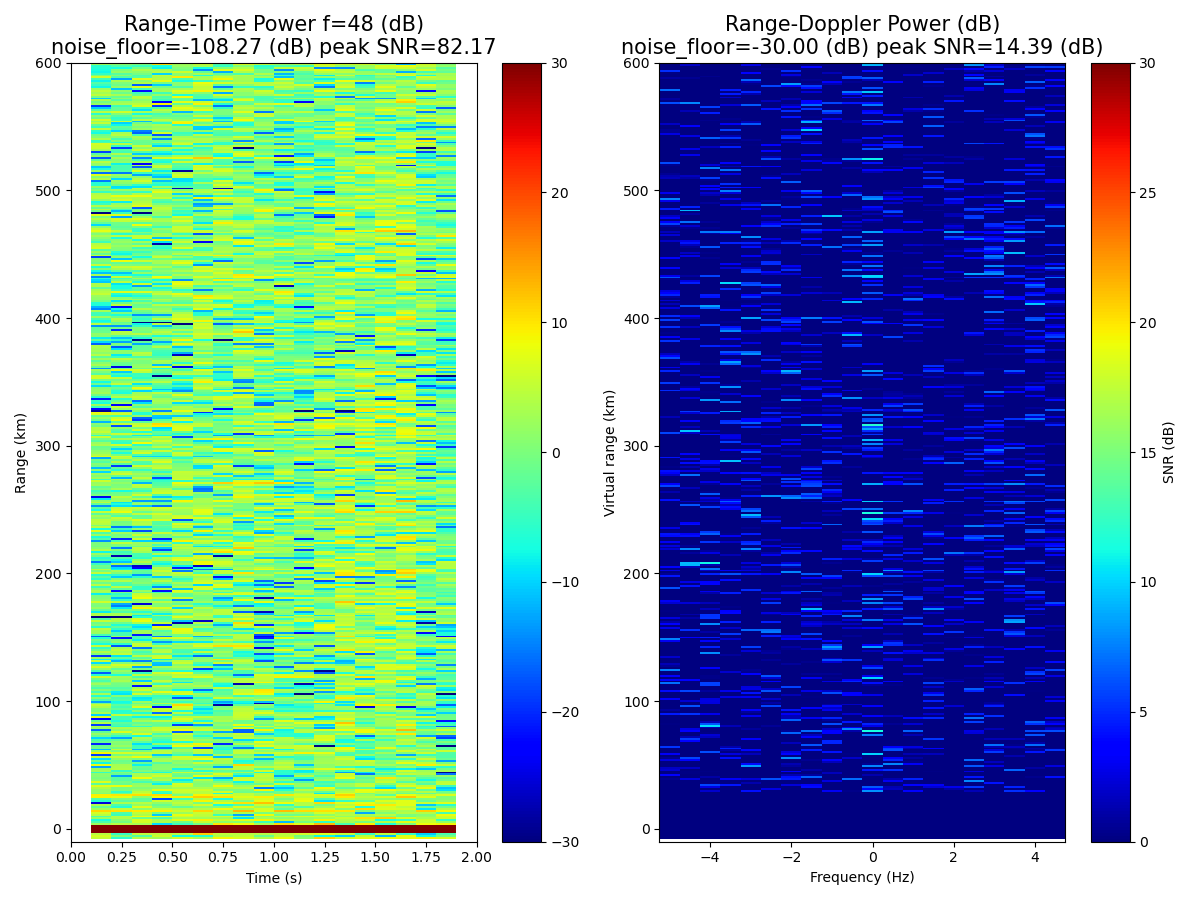 Range-Time Power f=48 (dB)
noise_floor=-108.27 (dB) peak SNR=82.17
Range-Doppler Power (dB)
noise_floor=-30.00 (dB) peak SNR=14.39 (dB)
600
500
400
300
200
100
0
Range (km)
0.00 0.25 0.50 0.75 1.00 1.25 1.50 1.75 2.00
Time (s)
30
20
10
0
−10
−20
−30
600
500
400
300
200
100
0
Virtual range (km)
−4 −2 0 2 4
Frequency (Hz)
30
25
20
15
10
5
0
SNR (dB)